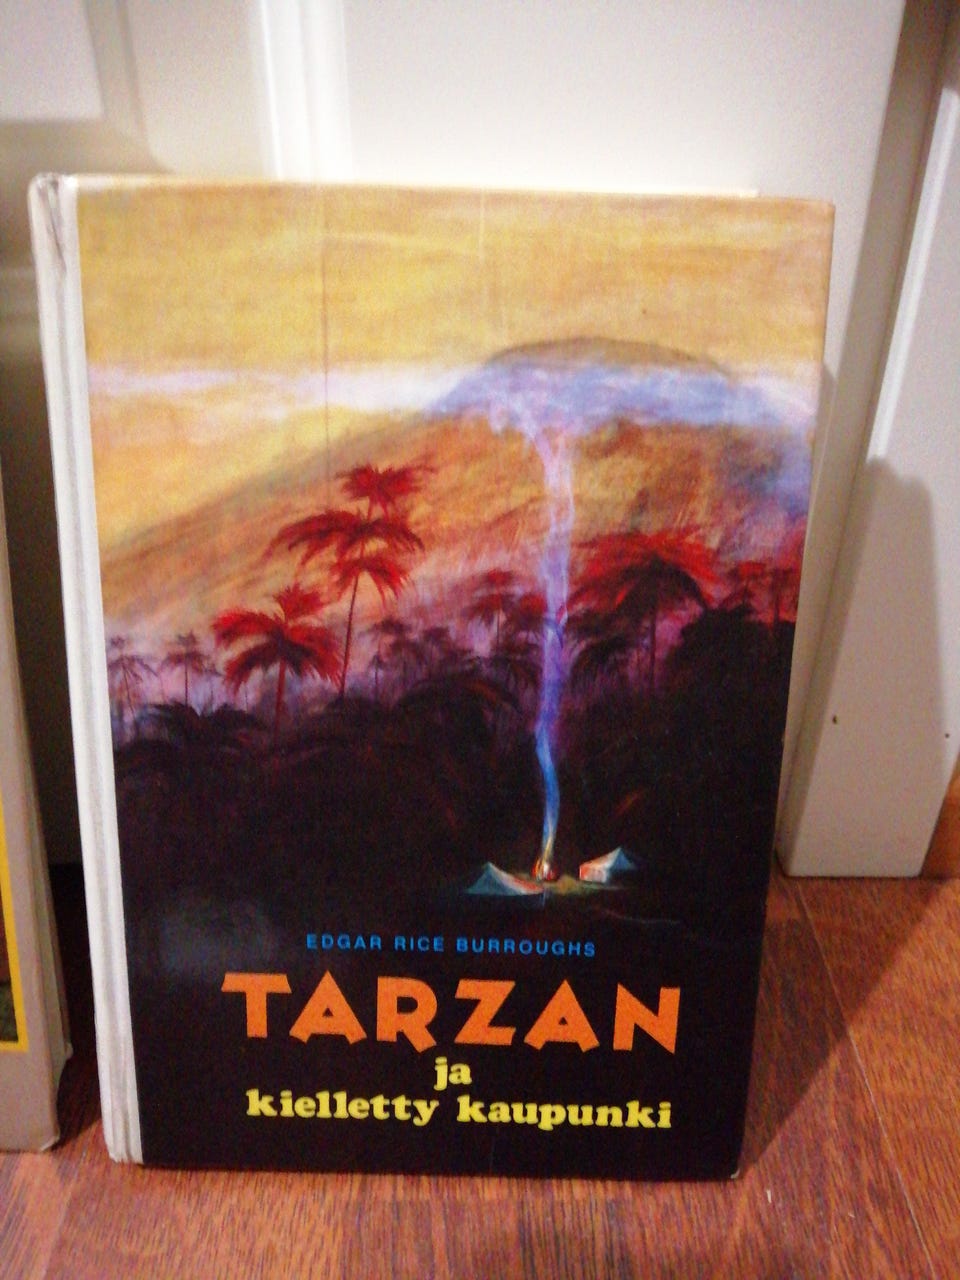 EDGAR RICE BURROUGHS
TARZAN
ja
kielletty kaupunki